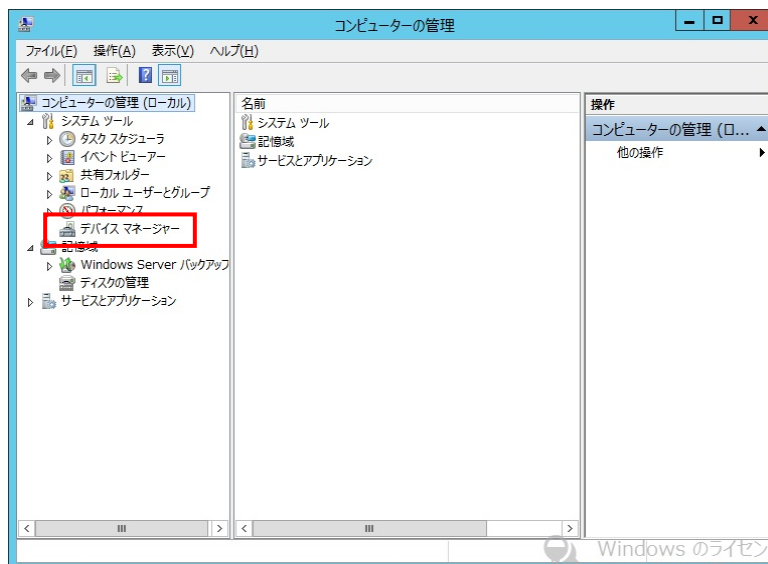 コンピューターの管理
ファイル(F) 操作(A) 表示(V) ヘルプ(H)
コンピューターの管理 (ローカル)
システム ツール
タスク スケジューラ
イベント ビューアー
共有フォルダー
ローカル ユーザーとグループ
パフォーマンス
デバイス マネージャー
記憶域
Windows Server バックアップ
ディスクの管理
サービスとアプリケーション
名前
システム ツール
記憶域
サービスとアプリケーション
操作
コンピューターの管理 (ロ...
他の操作
Windows のライセン